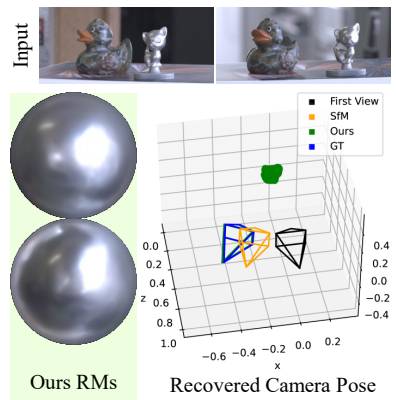 Input
First View
SfM
Ours
GT
0.0
0.2
0.4
0.6
0.8
1.0
z
−0.6 −0.4 −0.2 0.0 0.2
x
0.4
0.2
0.0
−0.2
−0.4
Ours RMs
Recovered Camera Pose